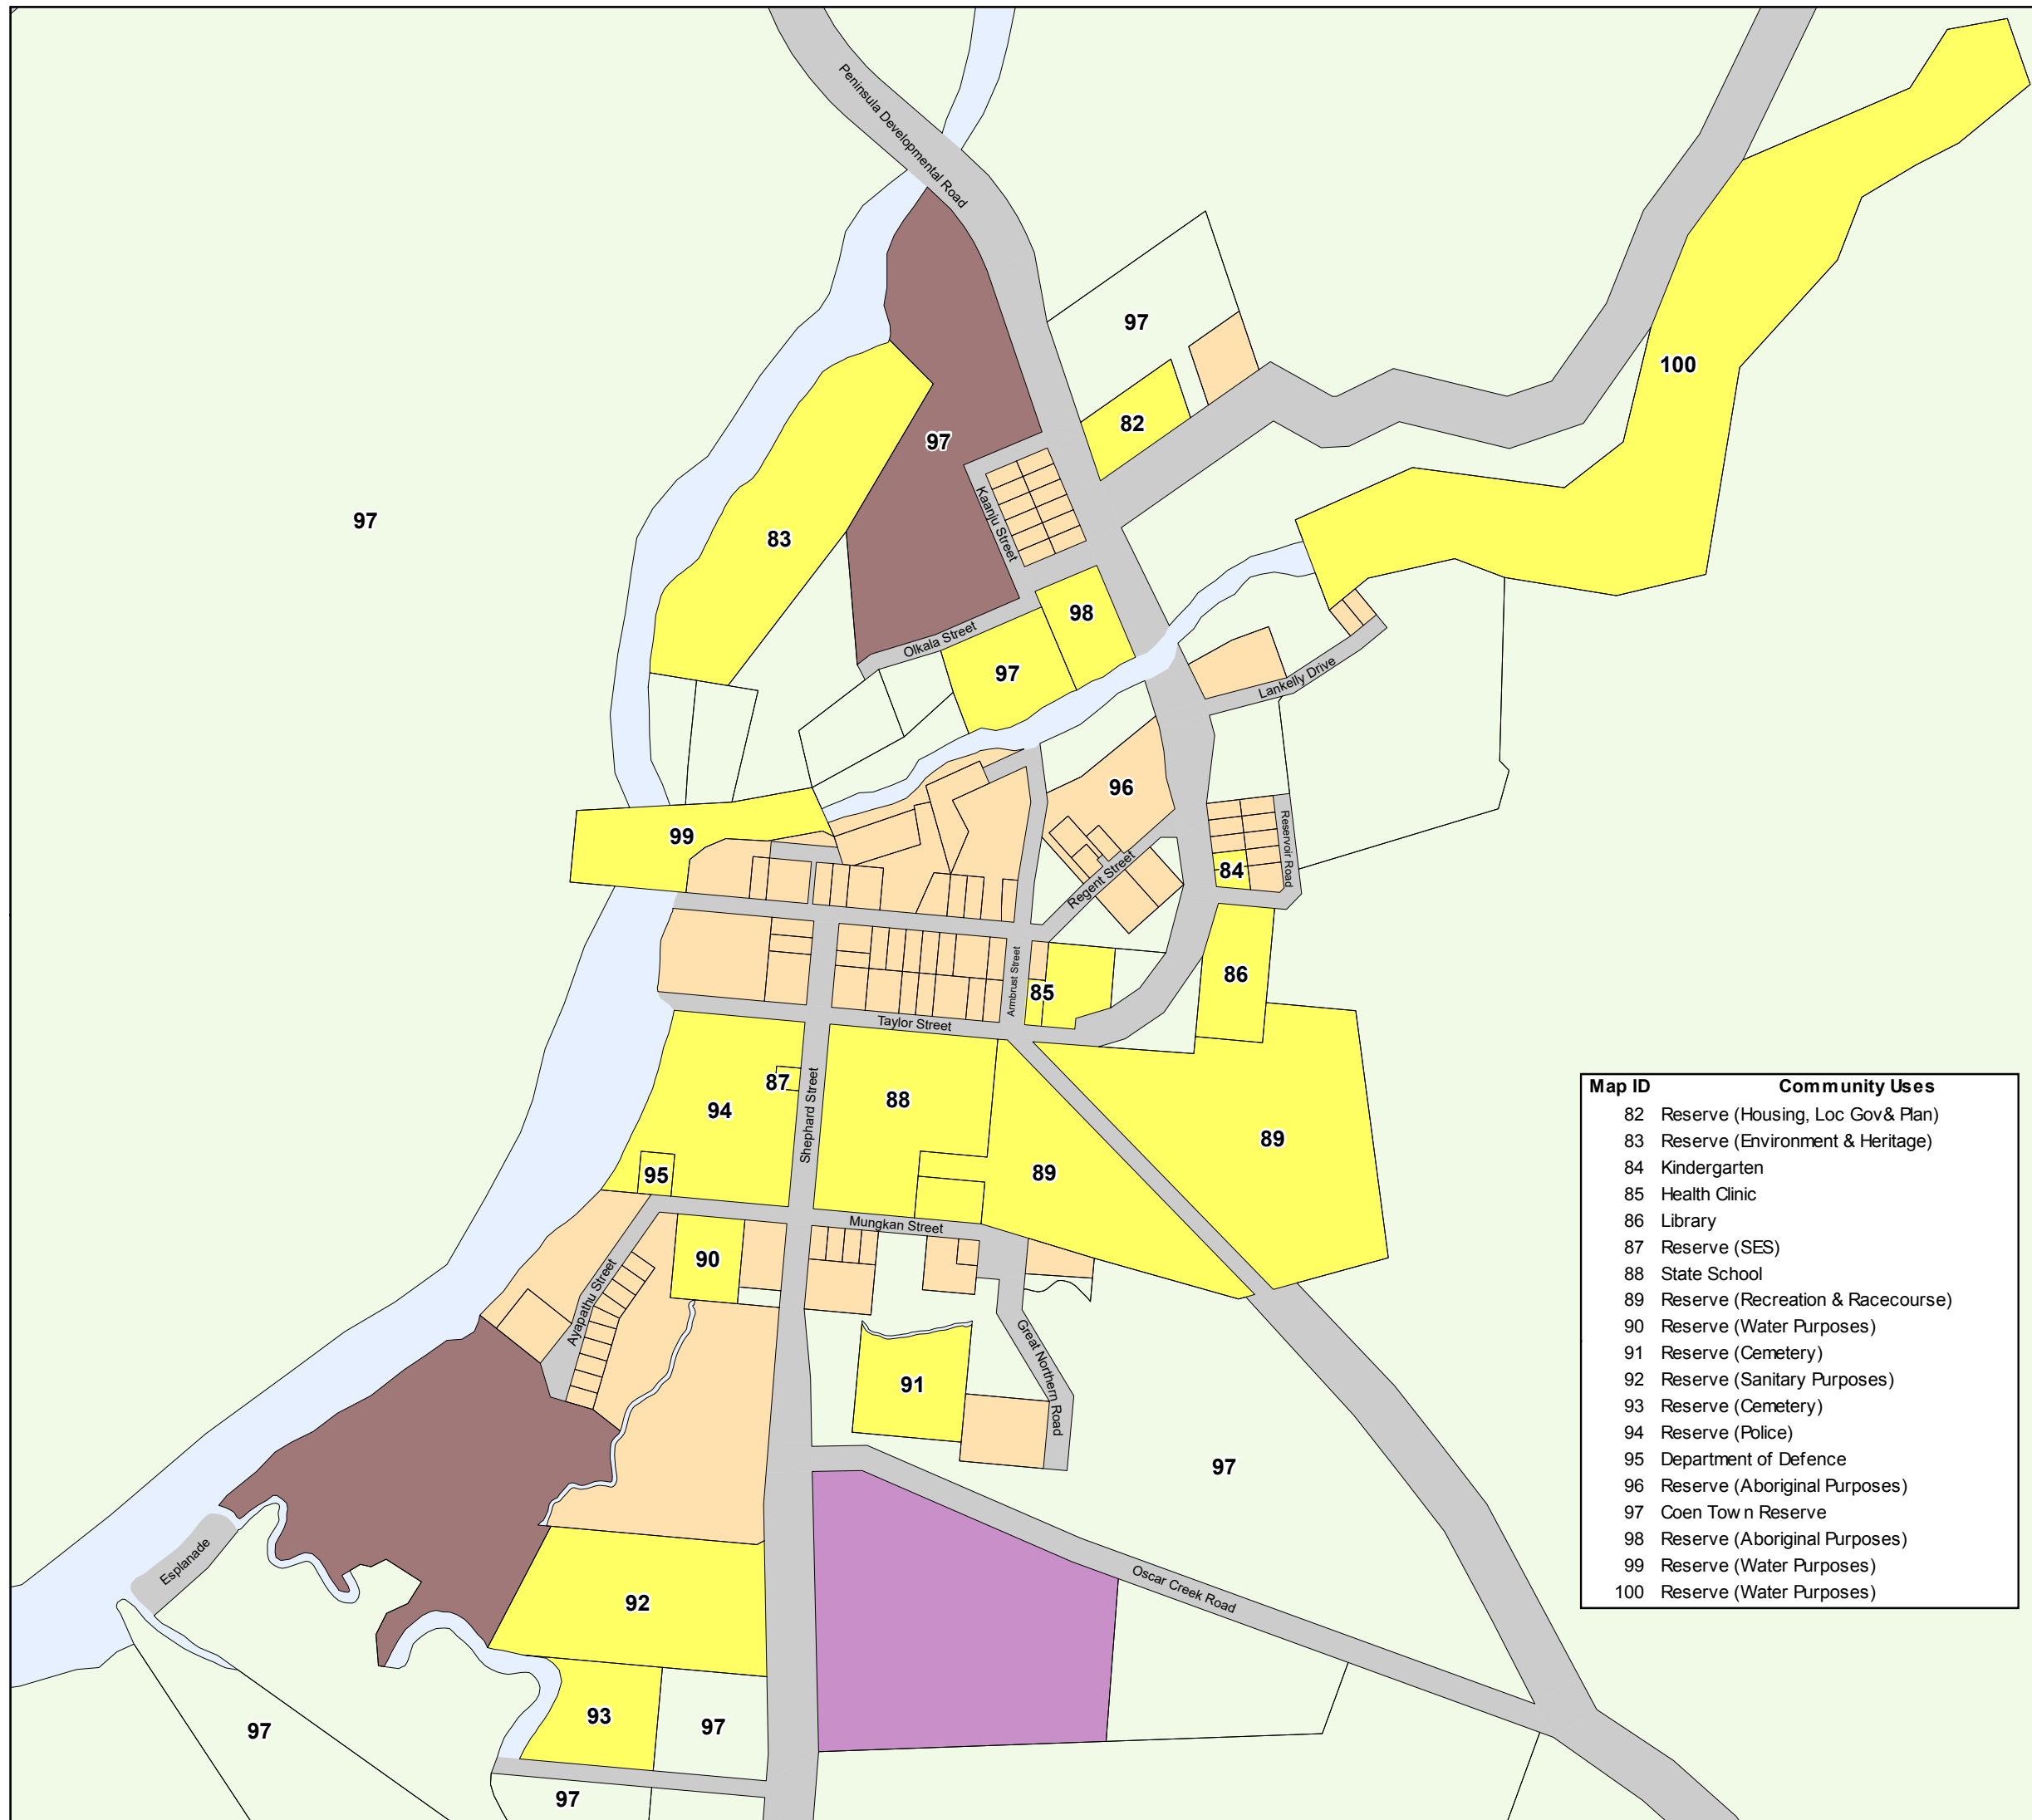 Peninsula Developmental Road
97
100
82
97
97
Kaanju Street
83
98
Olkala Street
97
Lankelly Drive
96
99
Reservoir Road
84
Regent Street
86
Armbrust Street
85
Taylor Street
87
88
94
Shephard Street
89
89
95
Mungkan Street
90
Ayapathu Street
Great Northern Road
91
97
Esplanade
Oscar Creek Road
92
93
97
97
97
Map ID Community Uses
82 Reserve (Housing, Loc Gov & Plan)
83 Reserve (Environment & Heritage)
84 Kindergarten
85 Health Clinic
86 Library
87 Reserve (SES)
88 State School
89 Reserve (Recreation & Racecourse)
90 Reserve (Water Purposes)
91 Reserve (Cemetery)
92 Reserve (Sanitary Purposes)
93 Reserve (Cemetery)
94 Reserve (Police)
95 Department of Defence
96 Reserve (Aboriginal Purposes)
97 Coen Town Reserve
98 Reserve (Aboriginal Purposes)
99 Reserve (Water Purposes)
100 Reserve (Water Purposes)